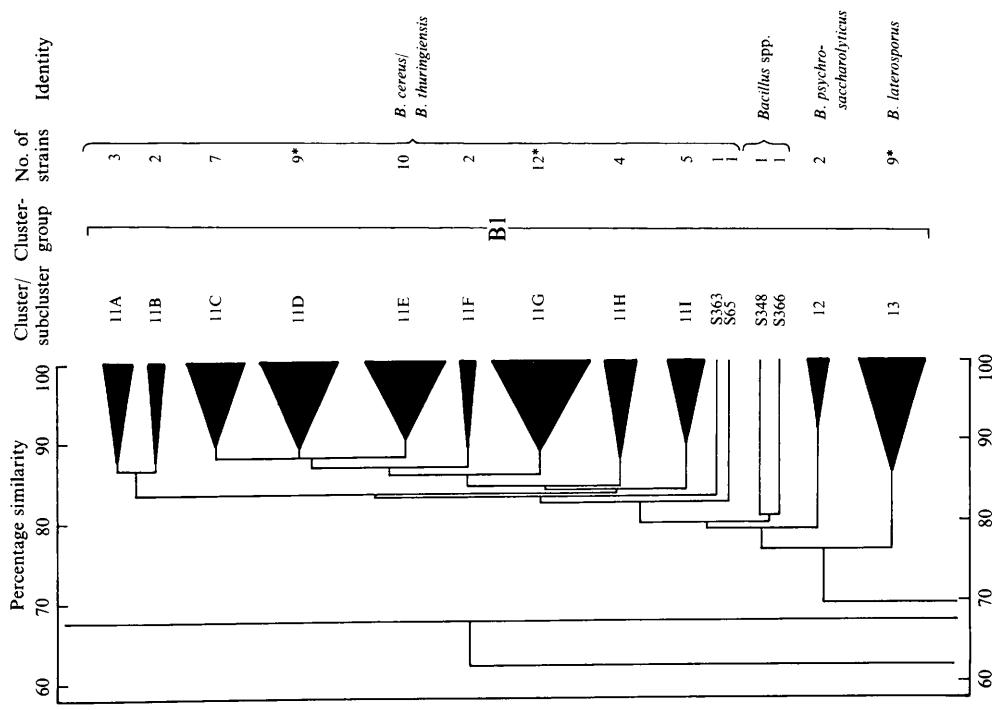 Percentage similarity
Cluster/
subcluster
Cluster-
group
No. of
strains
Identity
60
70
80
90
100
11A
3
11B
2
11C
7
11D
9*
11E
10
11F
2
11G
12*
11H
4
11I
5
S363
1
S65
1
B. cereus/
B. thuringiensis
S348
1
S366
1
Bacillus spp.
12
2
B. psychro-
saccharolyticus
13
9*
B. laterosporus
B1
60
70
80
90
100